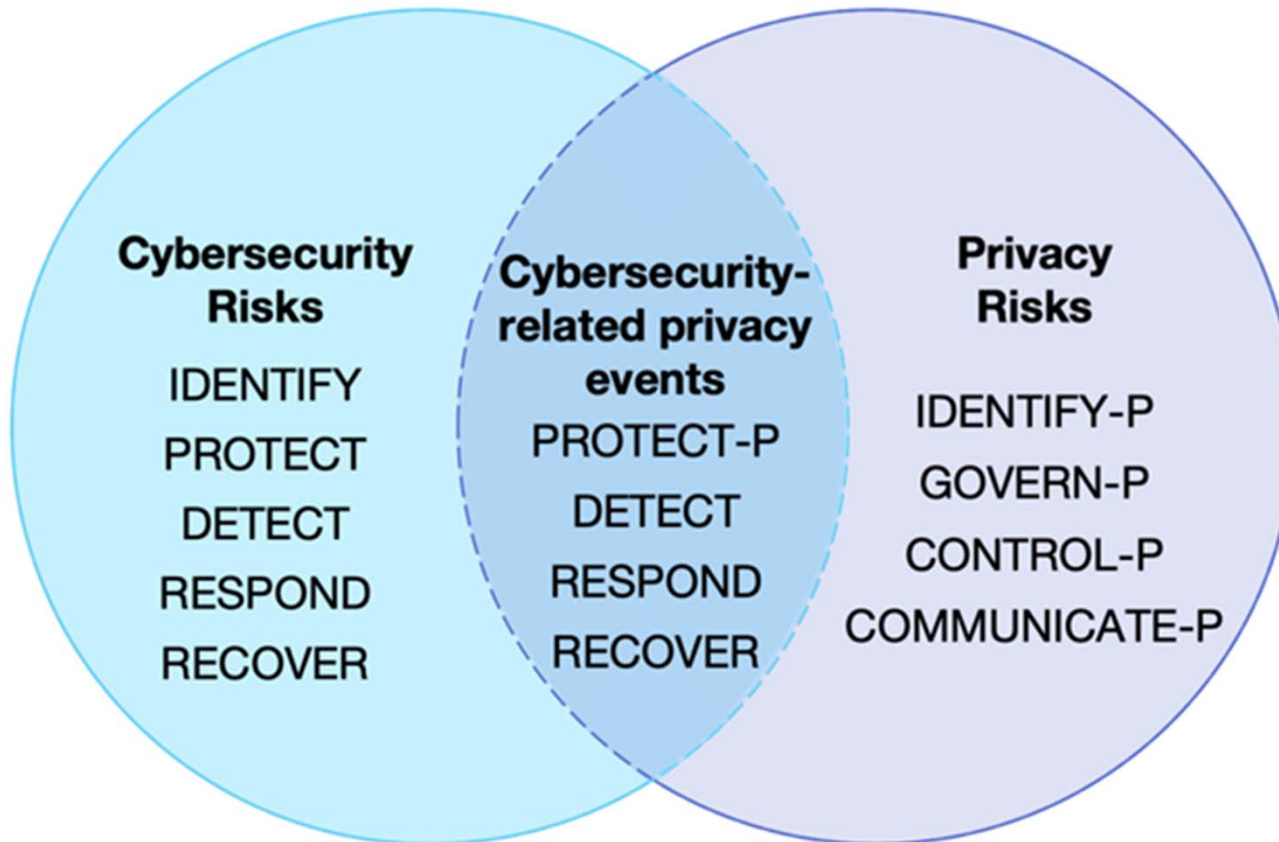 Cybersecurity
Risks
IDENTIFY
PROTECT
DETECT
RESPOND
RECOVER
Cybersecurity-
related privacy
events
PROTECT-P
DETECT
RESPOND
RECOVER
Privacy
Risks
IDENTIFY-P
GOVERN-P
CONTROL-P
COMMUNICATE-P